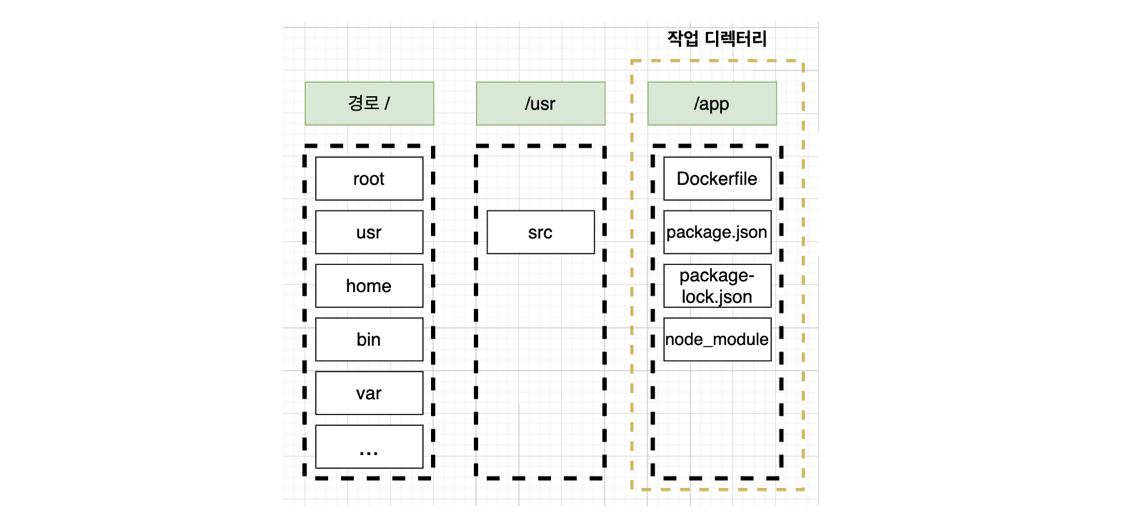 작업 디렉터리
경로 /
root
usr
home
bin
var
...
/usr
src
/app
Dockerfile
package.json
package-
lock.json
node_module